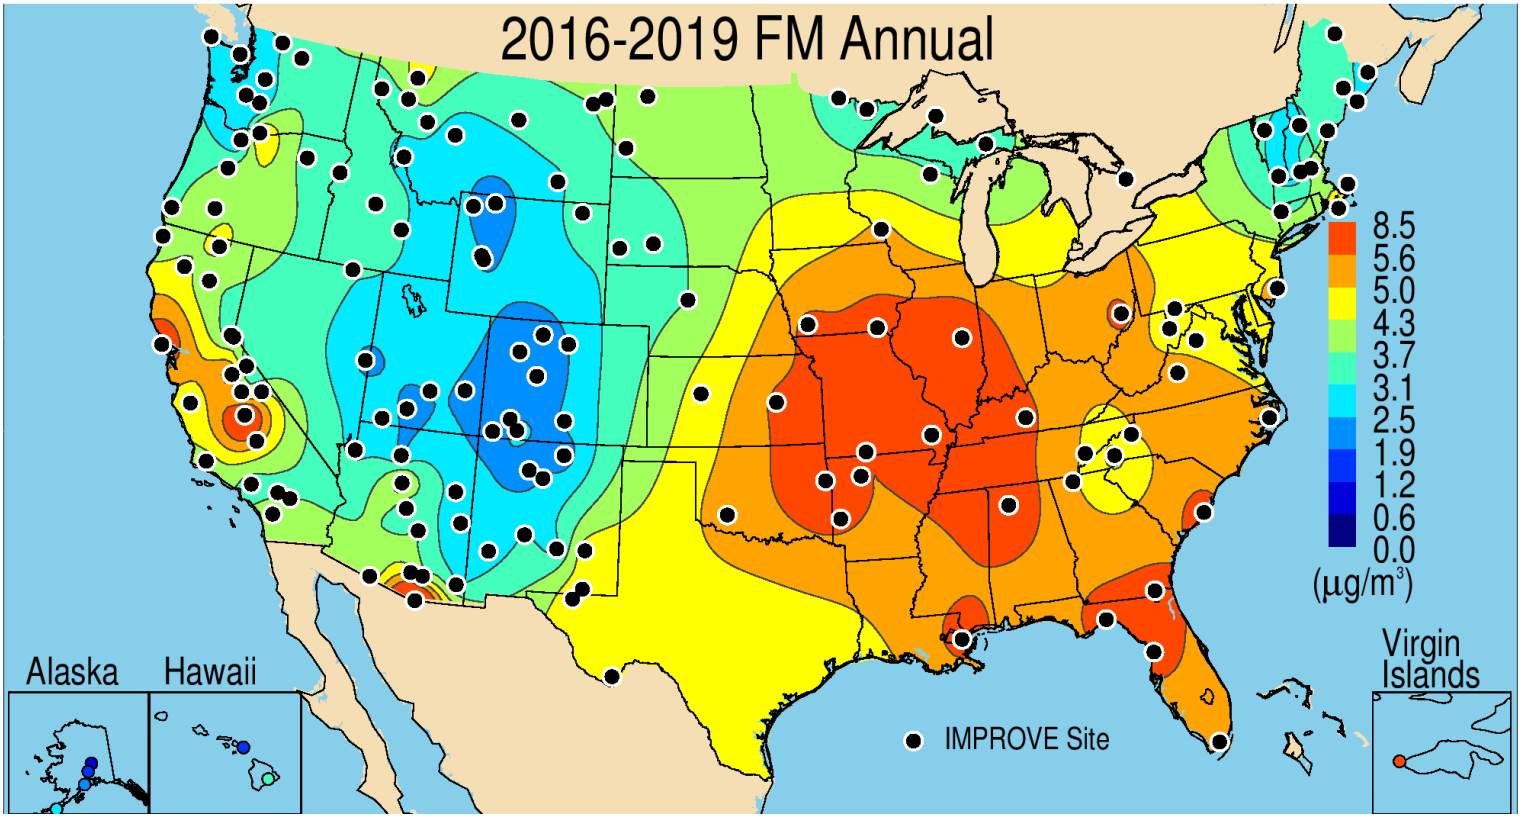 2016-2019 FM Annual
8.5
5.6
5.0
4.3
3.7
3.1
2.5
1.9
1.2
0.6
0.0
(μg/m³)
Alaska
Hawaii
Virgin
Islands
IMPROVE Site